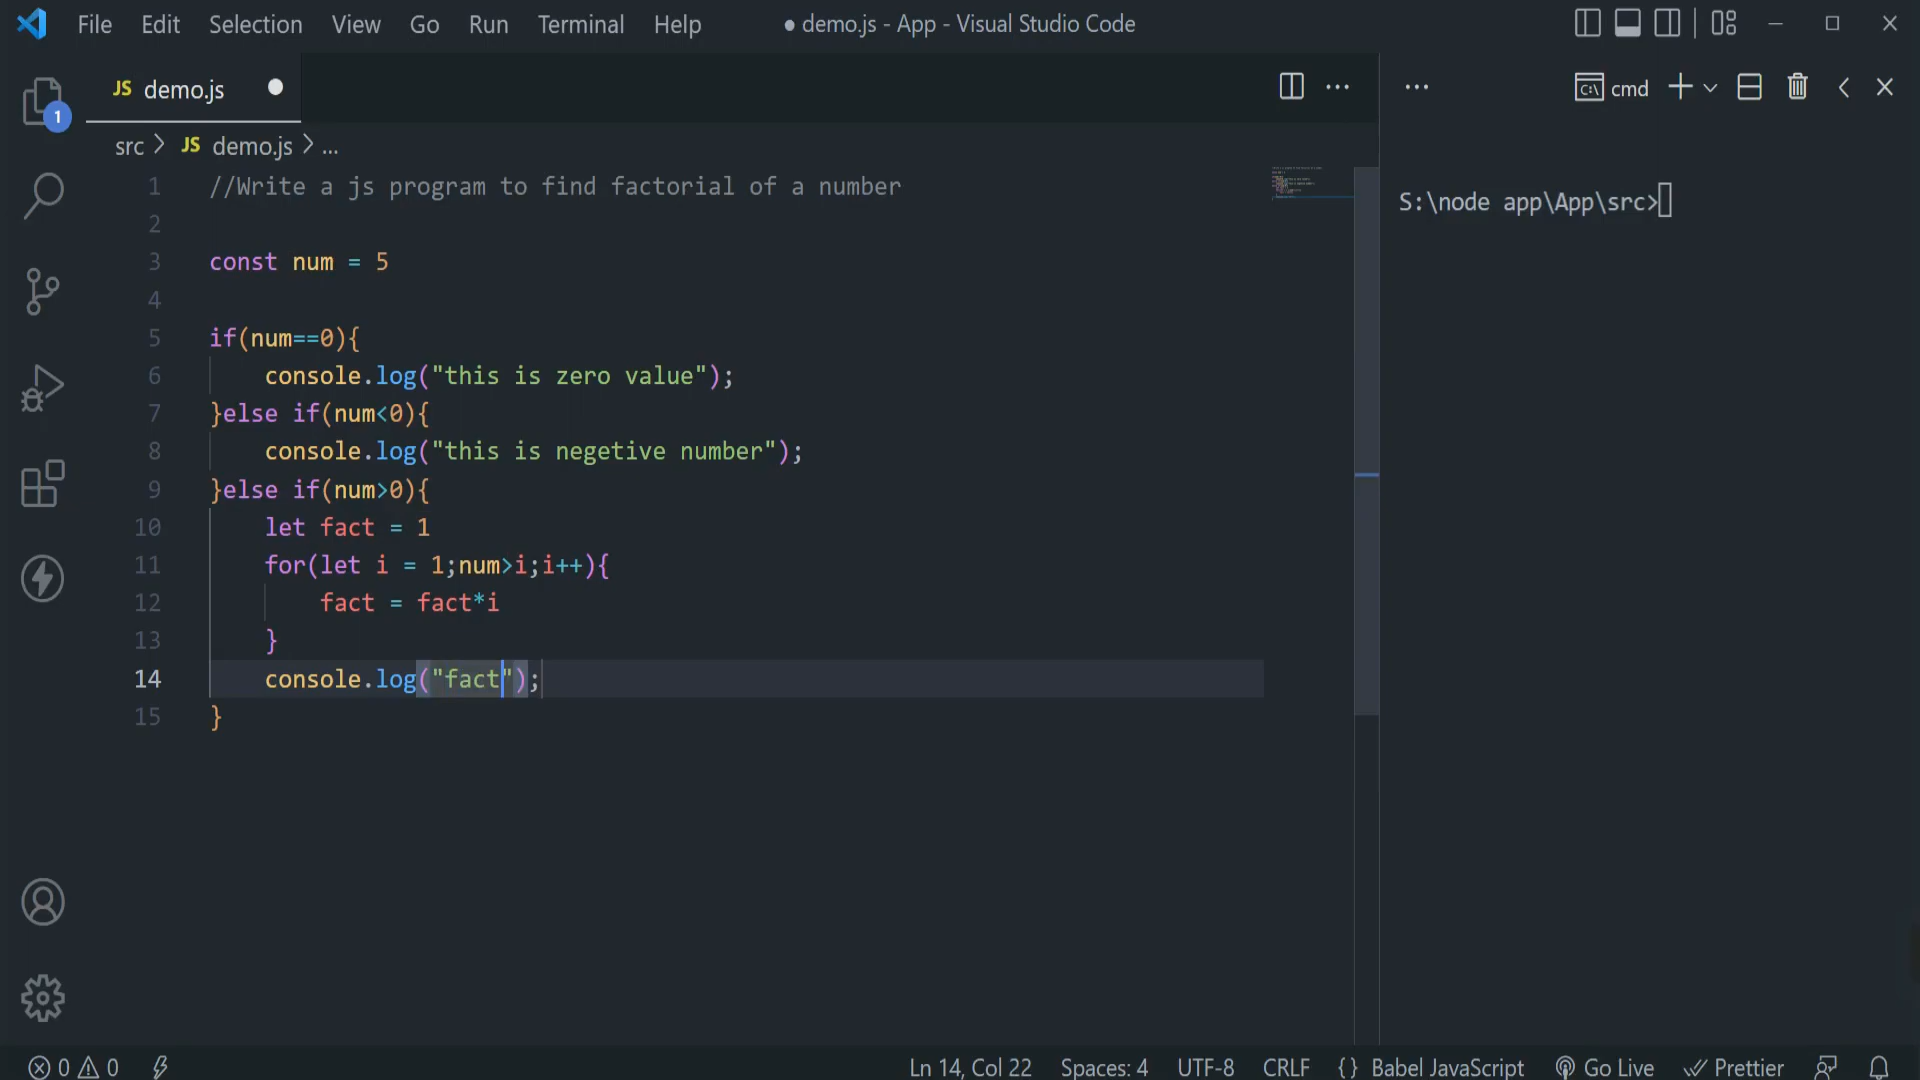 File Edit Selection View Go Run Terminal Help ● demo.js - App - Visual Studio Code
JS demo.js
cmd
1
src > JS demo.js > ...
S:\node app\App\src>
1 //Write a js program to find factorial of a number
2
3 const num = 5
4
5 if(num==0){
6 console.log("this is zero value");
7 }else if(num<0){
8 console.log("this is negetive number");
9 }else if(num>0){
10 let fact = 1
11 for(let i = 1;num>i;i++){
12 fact = fact*i
13 }
14 console.log("fact");
15 }
0 0 Ln 14, Col 22 Spaces: 4 UTF-8 CRLF {} Babel JavaScript Go Live Prettier